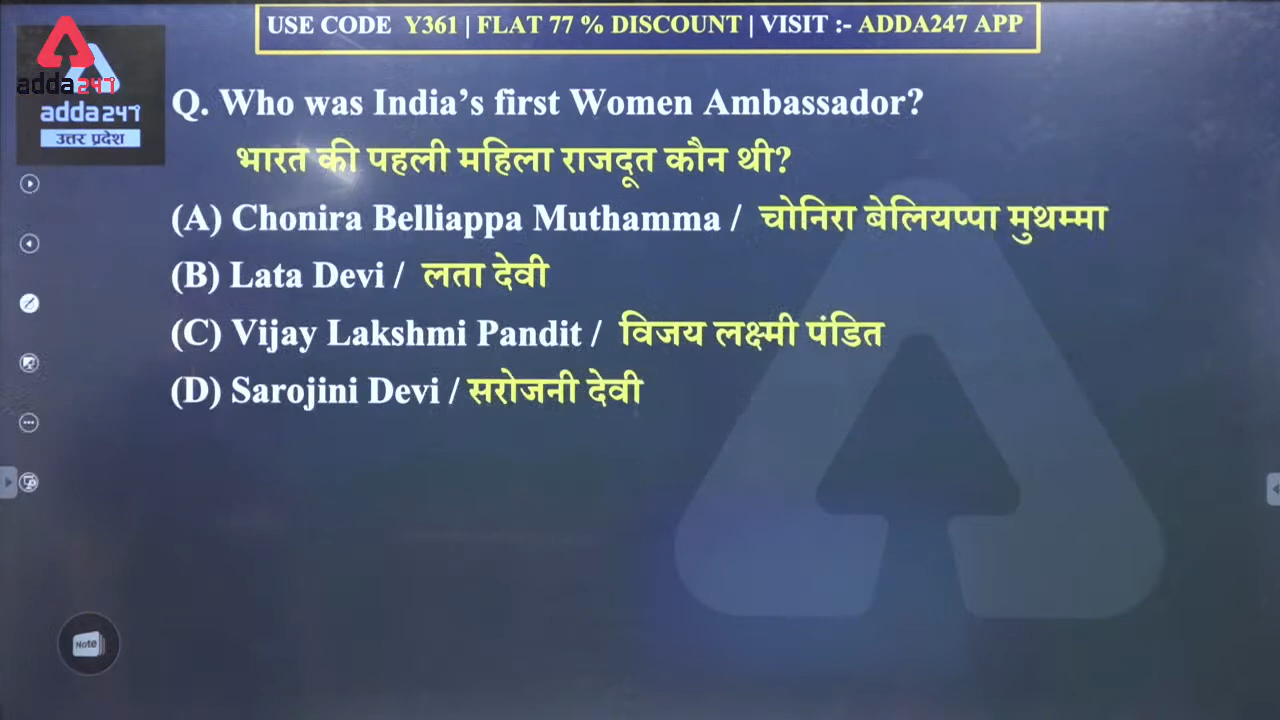 USE CODE Y361 | FLAT 77 % DISCOUNT | VISIT :- ADDA247 APP
adda247
adda247
उत्तर प्रदेश
Q. Who was India's first Women Ambassador?
भारत की पहली महिला राजदूत कौन थी?
(A) Chonira Belliappa Muthamma / चोनिरा बेलियप्पा मुथम्मा
(B) Lata Devi / लता देवी
(C) Vijay Lakshmi Pandit / विजय लक्ष्मी पंडित
(D) Sarojini Devi / सरोजनी देवी
Note